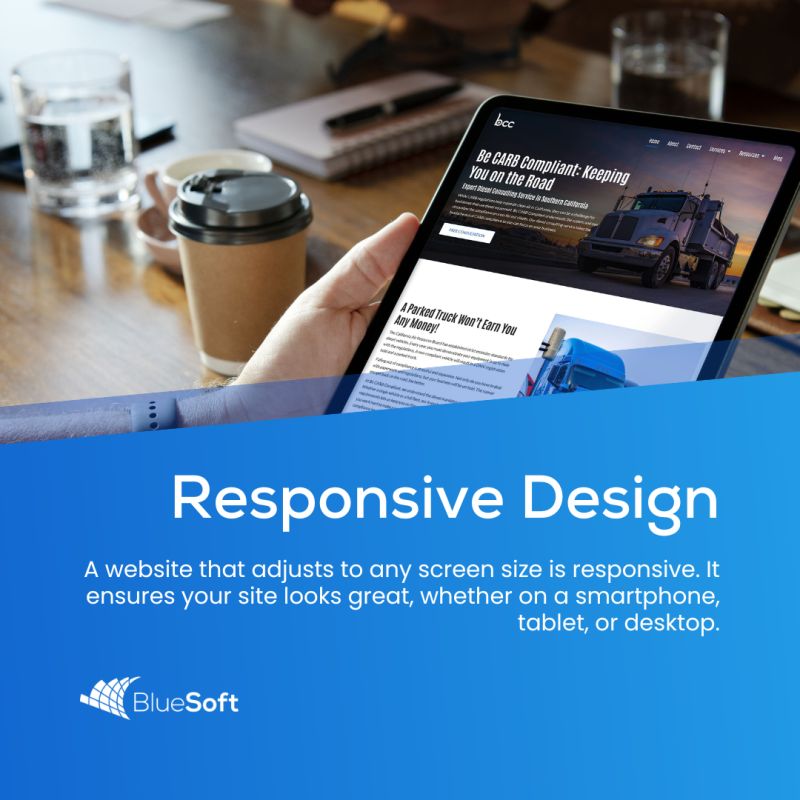 bcc
Home About Contact Services Resources Blog
Be CARB Compliant: Keeping
You on the Road
Expert Diesel Consulting Service in Southern California
FREE CONSULTATION
A Parked Truck Won't Earn You
Any Money!
Responsive Design
A website that adjusts to any screen size is responsive. It
ensures your site looks great, whether on a smartphone,
tablet, or desktop.
BlueSoft